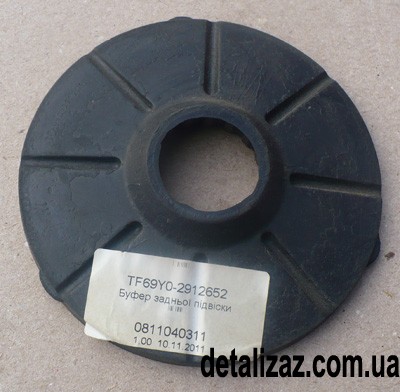 TF69Y0-2912652
Буфер задньої підвіски
0811040311
1,00 10.11.2011
detalizaz.com.ua